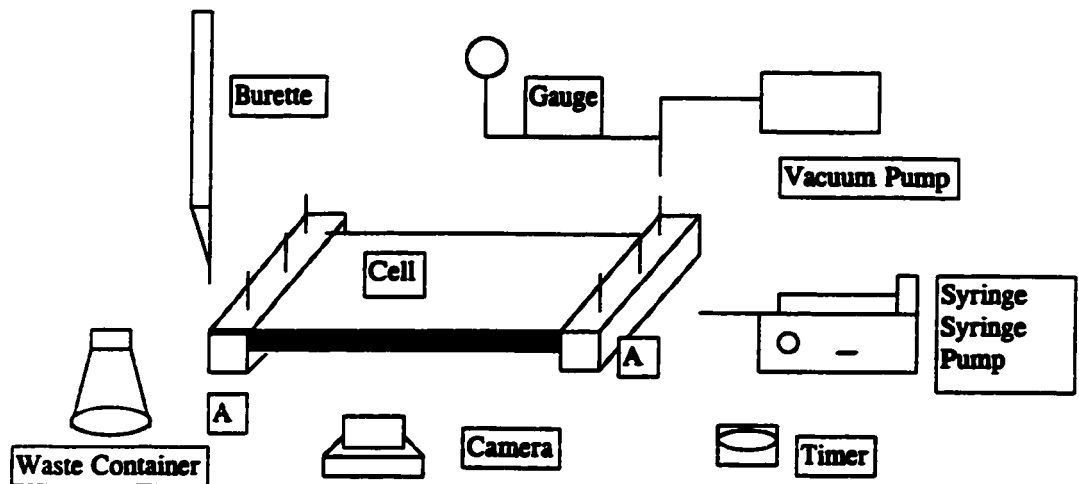 Burette
Gauge
Vacuum Pump
Cell
Syringe
Syringe
Pump
A
A
Waste Container
Camera
Timer